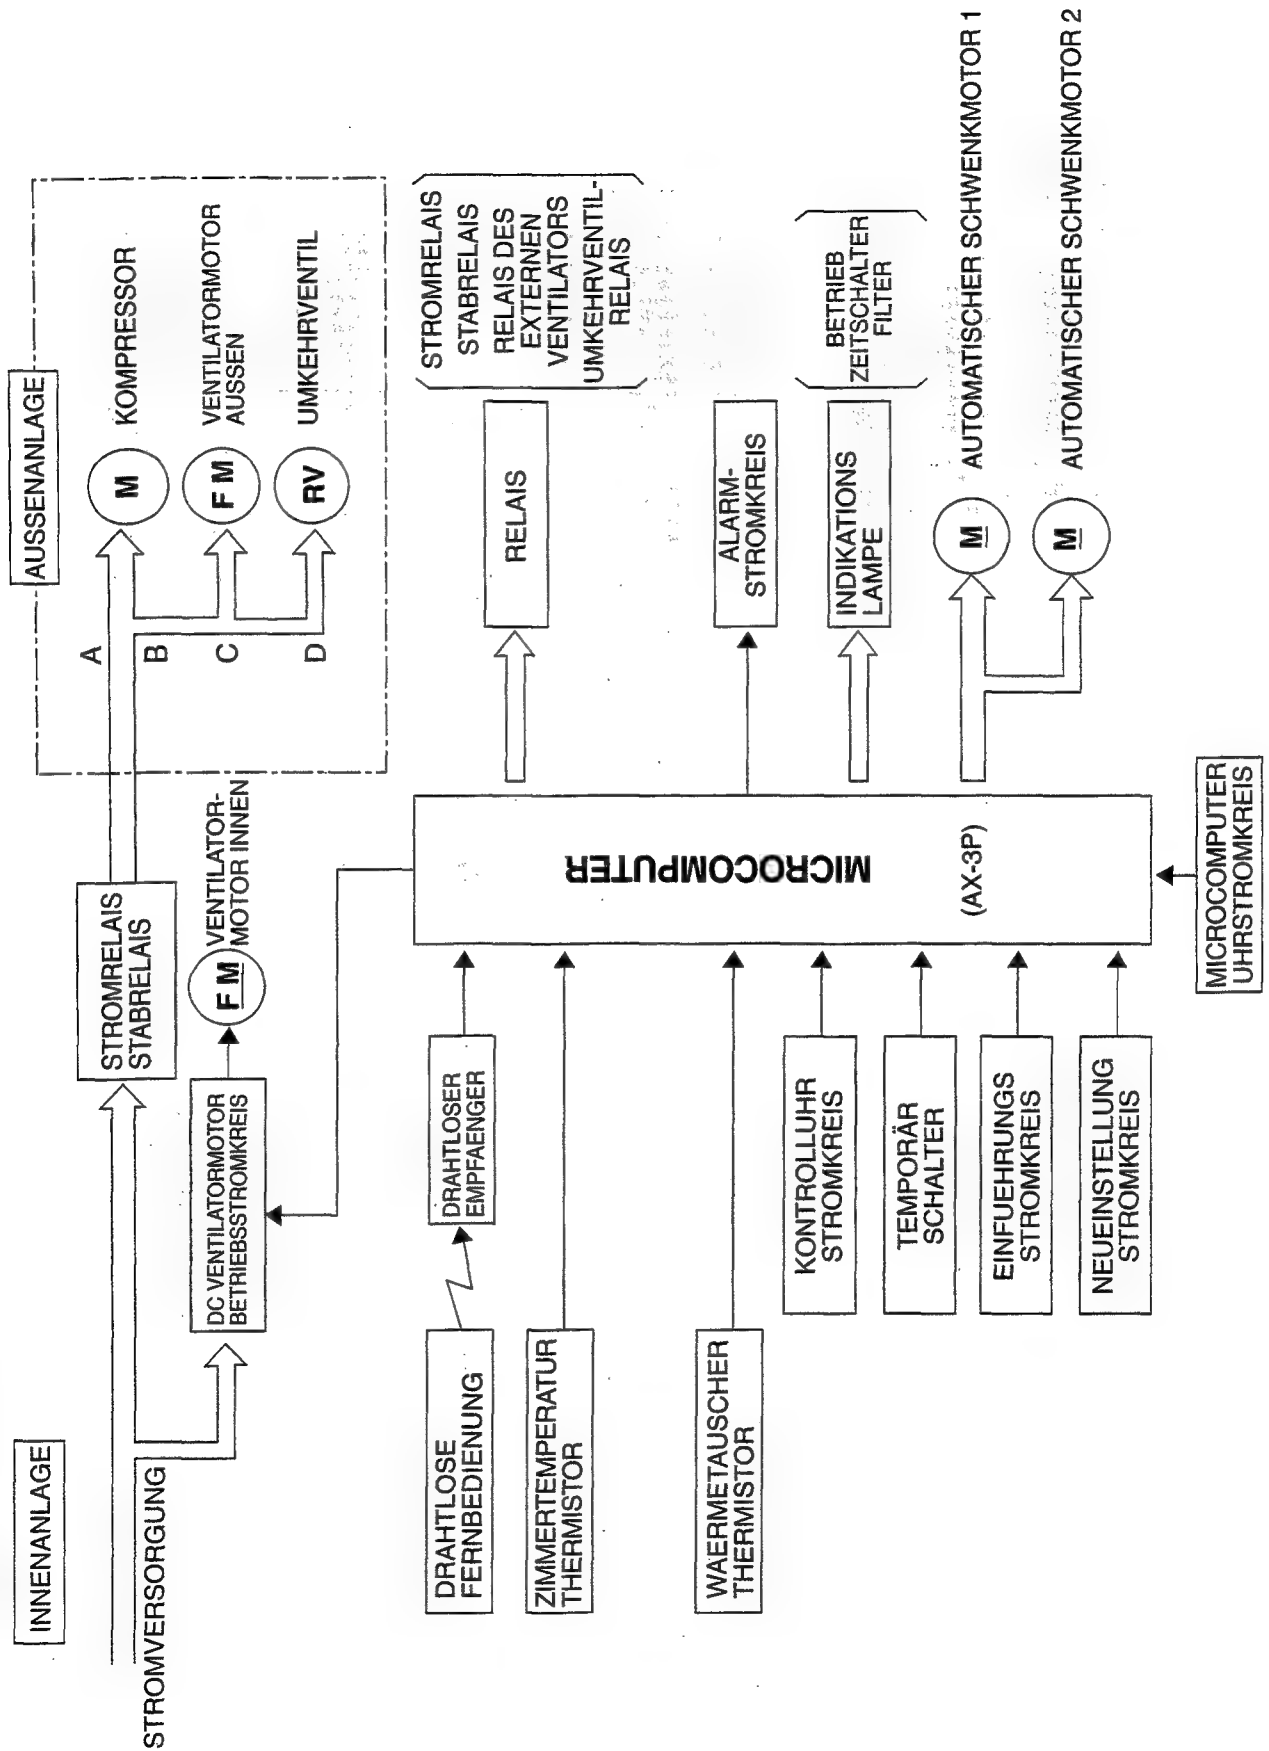 INNENANLAGE
AUSSENANLAGE
STROMVERSORGUNG
STROMRELAIS
STABRELAIS
A
B
C
D
M
KOMPRESSOR
F M
VENTILATORMOTOR
AUSSEN
RV
UMKEHRVENTIL
DC VENTILATORMOTOR
BETRIEBSSTROMKREIS
F M
VENTILATOR-
MOTOR INNEN
DRAHTLOSE
FERNBEDIENUNG
DRAHTLOSER
EMPFAENGER
ZIMMERTEMPERATUR
THERMISTOR
WAERMETAUSCHER
THERMISTOR
KONTROLLUHR
STROMKREIS
TEMPORÄR
SCHALTER
EINFUEHRUNGS
STROMKREIS
NEUEINSTELLUNG
STROMKREIS
MICROCOMPUTER
(AX-3P)
MICROCOMPUTER
UHRSTROMKREIS
RELAIS
STROMRELAIS
STABRELAIS
RELAIS DES
EXTERNEN
VENTILATORS
UMKEHRVENTIL-
RELAIS
ALARM-
STROMKREIS
INDIKATIONS
LAMPE
BETRIEB
ZEITSCHALTER
FILTER
M
AUTOMATISCHER SCHWENKMOTOR 1
M
AUTOMATISCHER SCHWENKMOTOR 2